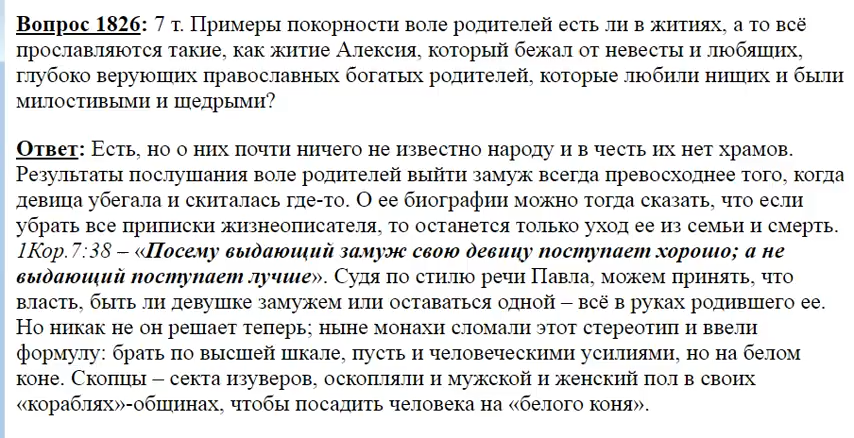 Вопрос 1826: 7 т. Примеры покорности воле родителей есть ли в житиях, а то всё
прославляются такие, как житие Алексия, который бежал от невесты и любящих,
глубоко верующих православных богатых родителей, которые любили нищих и были
милостивыми и щедрыми?
Ответ: Есть, но о них почти ничего не известно народу и в честь их нет храмов.
Результаты послушания воле родителей выйти замуж всегда превосходнее того, когда
девица убегала и скиталась где-то. О ее биографии можно тогда сказать, что если
убрать все приписки жизнеописателя, то останется только уход ее из семьи и смерть.
1Кор.7:38 – «Посему выдающий замуж свою девицу поступает хорошо; а не
выдающий поступает лучше». Судя по стилю речи Павла, можем принять, что
власть, быть ли девушке замужем или оставаться одной – всё в руках родившего ее.
Но никак не он решает теперь; ныне монахи сломали этот стереотип и ввели
формулу: брать по высшей шкале, пусть и человеческими усилиями, но на белом
коне. Скопцы – секта изуверов, оскопляли и мужской и женский пол в своих
«кораблях»-общинах, чтобы посадить человека на «белого коня».